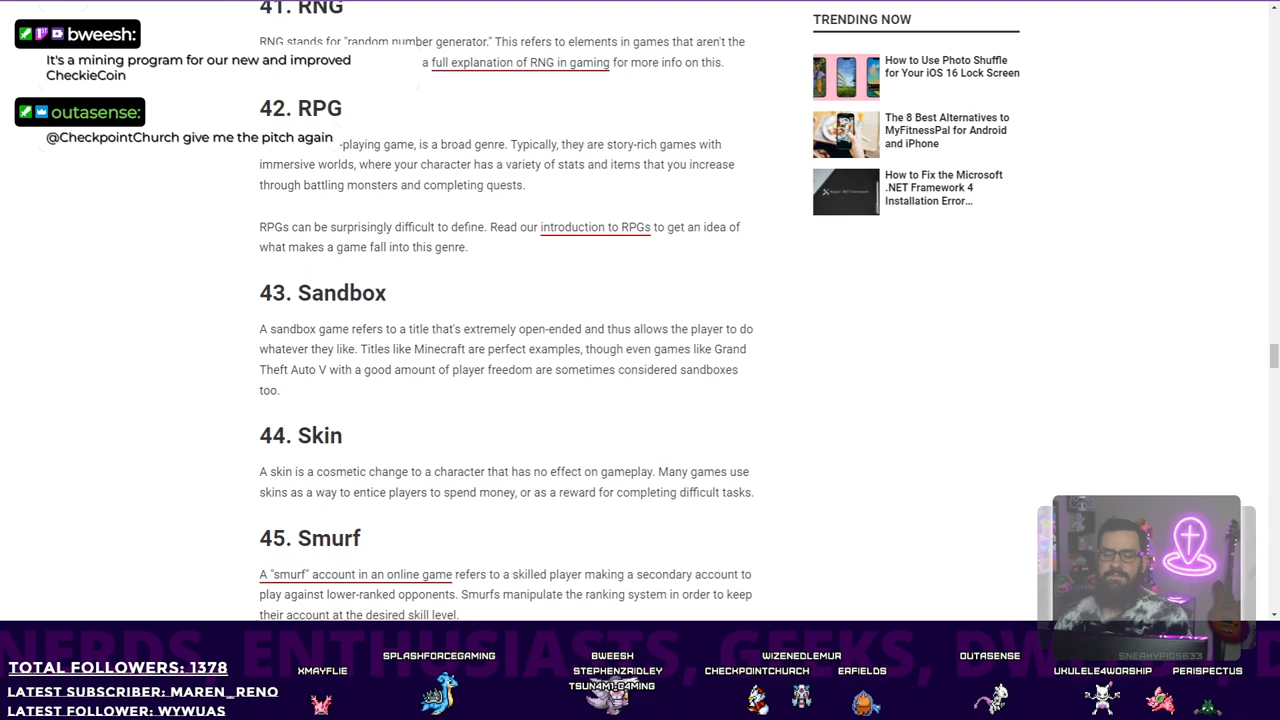 bweesh:
It's a mining program for our new and improved
CheckieCoin
outasense:
@CheckpointChurch give me the pitch again
41. RNG
RNG stands for "random number generator." This refers to elements in games that aren't the
a full explanation of RNG in gaming for more info on this.
42. RPG
-playing game, is a broad genre. Typically, they are story-rich games with
immersive worlds, where your character has a variety of stats and items that you increase
through battling monsters and completing quests.
RPGs can be surprisingly difficult to define. Read our introduction to RPGs to get an idea of
what makes a game fall into this genre.
43. Sandbox
A sandbox game refers to a title that's extremely open-ended and thus allows the player to do
whatever they like. Titles like Minecraft are perfect examples, though even games like Grand
Theft Auto V with a good amount of player freedom are sometimes considered sandboxes
too.
44. Skin
A skin is a cosmetic change to a character that has no effect on gameplay. Many games use
skins as a way to entice players to spend money, or as a reward for completing difficult tasks.
45. Smurf
A "smurf" account in an online game refers to a skilled player making a secondary account to
play against lower-ranked opponents. Smurfs manipulate the ranking system in order to keep
their account at the desired skill level.
TRENDING NOW
How to Use Photo Shuffle
for Your iOS 16 Lock Screen
The 8 Best Alternatives to
MyFitnessPal for Android
and iPhone
How to Fix the Microsoft
.NET Framework 4
Installation Error...
NERDS, ENTHUSIASTS, GEEKS, DW
TOTAL FOLLOWERS: 1378
LATEST SUBSCRIBER: MAREN_RENO
LATEST FOLLOWER: WYWUAS
XMAYFLIE
SPLASHFORCEGAMING
BWEESH
STEPHENZRIDLEY
TSUN4M1_G4MING
WIZENEDLEMUR
CHECKPOINTCHURCH
ERFIELDS
OUTASENSE
SNEAKYPIGS633
UKULELE4WORSHIP
PERISPECTUS